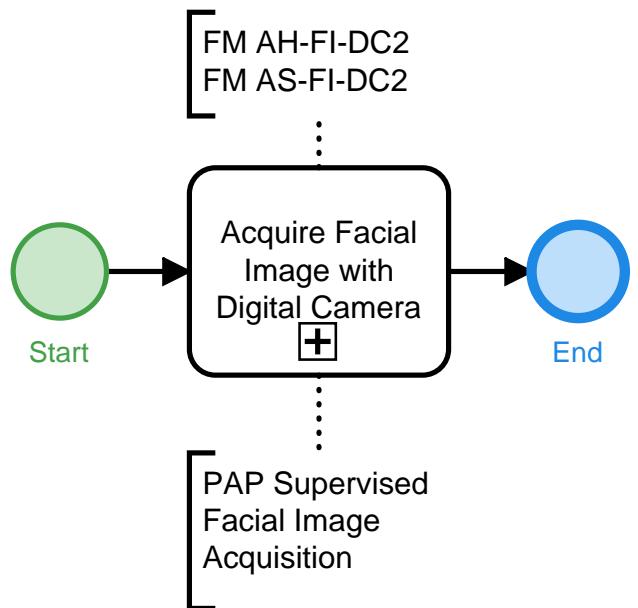 FM AH-FI-DC2
FM AS-FI-DC2
Acquire Facial
Image with
Digital Camera
Start
End
PAP Supervised
Facial Image
Acquisition